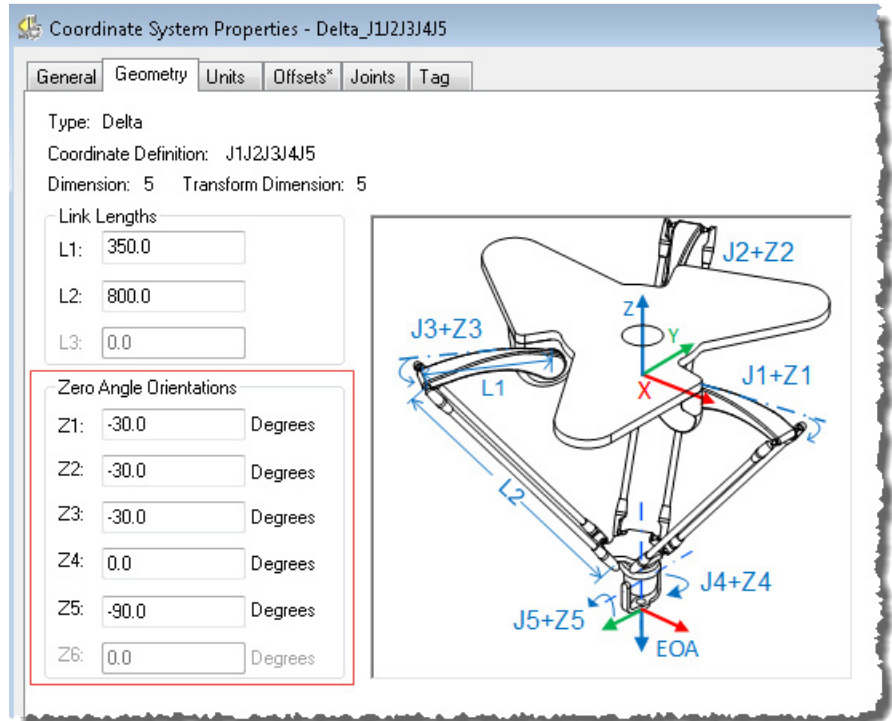 Coordinate System Properties - Delta_J1J2J3J4J5
General Geometry Units Offsets* Joints Tag
Type: Delta
Coordinate Definition: J1J2J3J4J5
Dimension: 5 Transform Dimension: 5
Link Lengths
L1: 350.0
L2: 800.0
L3: 0.0
Zero Angle Orientations
Z1: -30.0 Degrees
Z2: -30.0 Degrees
Z3: -30.0 Degrees
Z4: 0.0 Degrees
Z5: -90.0 Degrees
Z6: 0.0 Degrees
J2+Z2
Z
Y
J3+Z3
L1
X
J1+Z1
L2
J4+Z4
J5+Z5
EOA